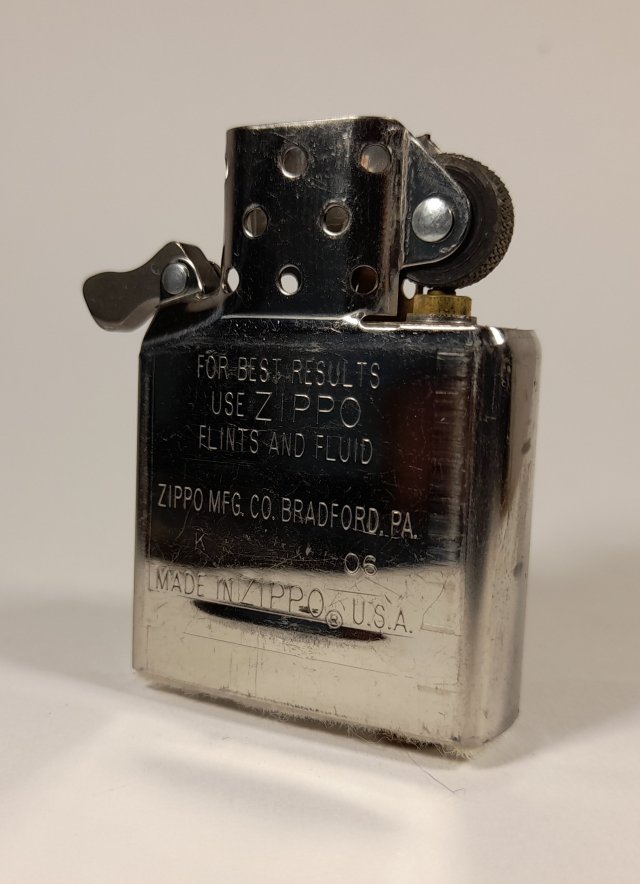 FOR BEST RESULTS
USE ZIPPO
FLINTS AND FLUID
ZIPPO MFG. CO. BRADFORD, PA.
K 06
MADE IN ZIPPO® U.S.A.